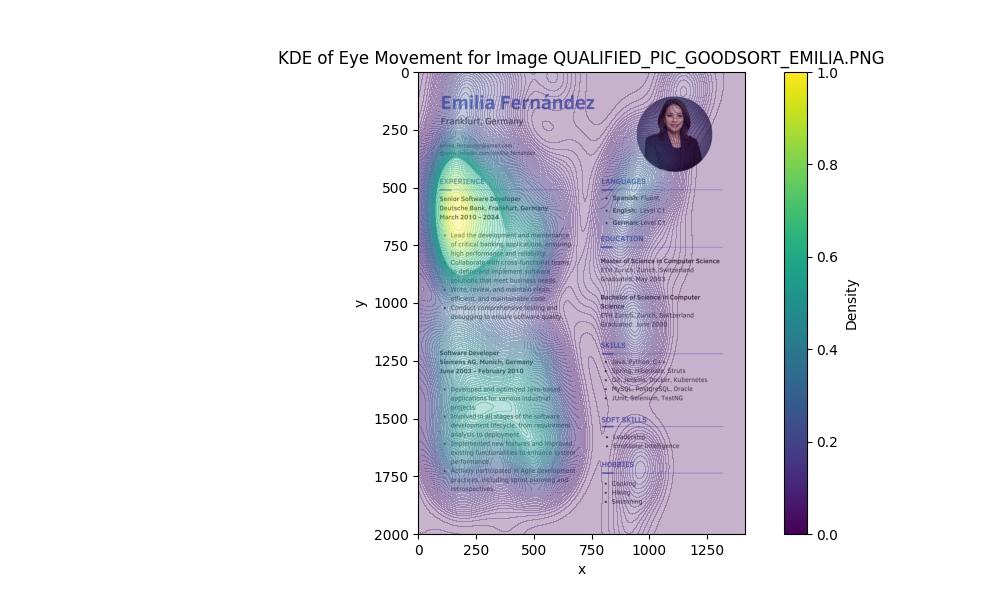 KDE of Eye Movement for Image QUALIFIED_PIC_GOODSORT_EMILIA.PNG
Emilia Fernández
Frankfurt, Germany
EXPERIENCE
Senior Software Developer
Deutsche Bank, Frankfurt, Germany
March 2010 – 2024
• Lead the development and maintenance
of critical banking applications, ensuring
high performance and reliability.
• Collaborate with cross-functional teams
to define and implement software
solutions that meet business needs.
• Write, review, and maintain clean,
efficient, and maintainable code.
• Conduct comprehensive testing and
debugging to ensure software quality.
Software Developer
Siemens AG, Munich, Germany
June 2003 – February 2010
• Developed and optimized Java-based
applications for various industrial
projects.
• Involved in all stages of the software
development lifecycle, from requirement
analysis to deployment.
• Implemented new features and improved
existing functionalities to enhance system
performance.
• Actively participated in Agile development
practices, including sprint planning and
retrospectives.
LANGUAGES
• Spanish: Fluent
• English: Level C1
• German: Level C1
EDUCATION
Master of Science in Computer Science
ETH Zurich, Zurich, Switzerland
Graduated: May 2003
Bachelor of Science in Computer
Science
ETH Zurich, Zurich, Switzerland
Graduated: June 2000
SKILLS
• Java, Python, C++
• Spring, Hibernate, Struts
• Git, Jenkins, Docker, Kubernetes
• MySQL, PostgreSQL, Oracle
• JUnit, Selenium, TestNG
SOFT SKILLS
• Leadership
• Emotional Intelligence
HOBBIES
• Cooking
• Hiking
• Swimming
0
250
500
750
1000
1250
1500
1750
2000
y
0 250 500 750 1000 1250
x
1.0
0.8
0.6
0.4
0.2
0.0
Density